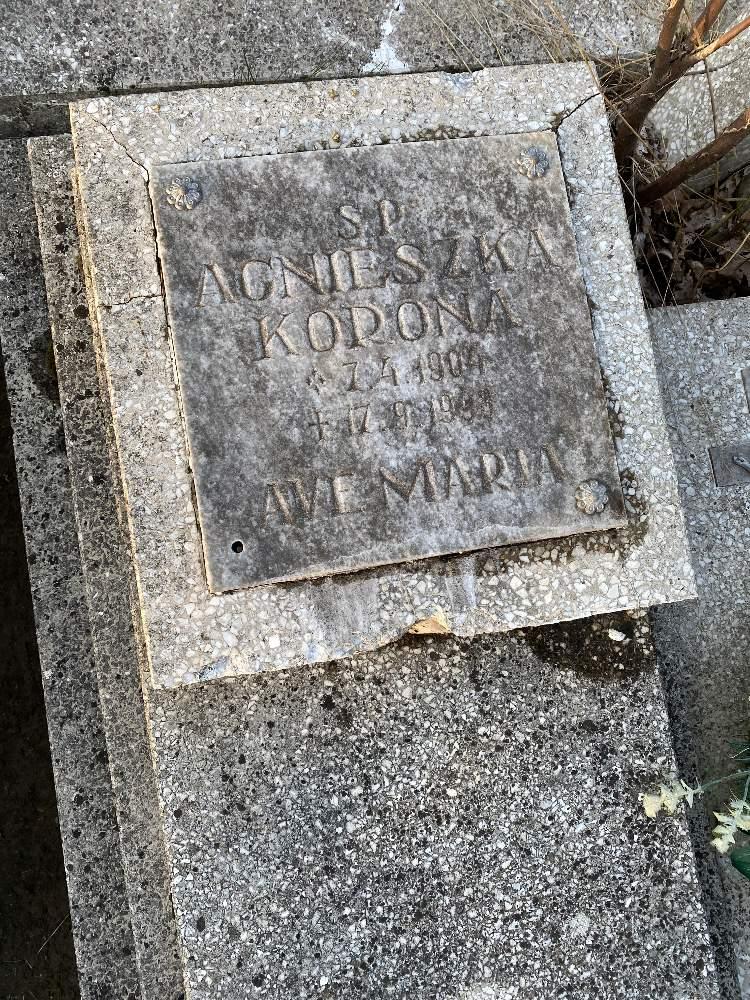 S.P.
AGNIESZKA
KORONA
* 7.4.1904
AVE MARIA